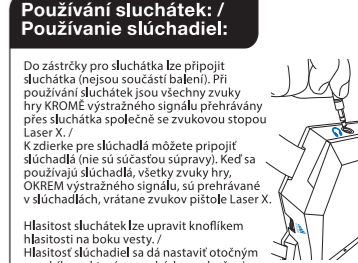 Používání sluchátek: /
Používanie slúchadiel:
Do zástrčky pro sluchátka lze připojit
sluchátka (nejsou součástí balení). Při
používání sluchátek jsou všechny zvuky
hry KROMĚ výstražného signálu přehrávány
přes sluchátka společně se zvukovou stopou
Laser X. /
K zdierke pre slúchadlá môžete pripojiť
slúchadlá (nie sú súčasťou súpravy). Keď sa
používajú slúchadlá, všetky zvuky hry,
OKREM výstražného signálu, sú prehrávané
v slúchadlách, vrátane zvukov pištole Laser X.
Hlasitost sluchátek lze upravit knoflíkem
hlasitosti na boku vesty. /
Hlasitosť slúchadiel sa dá nastaviť otočným